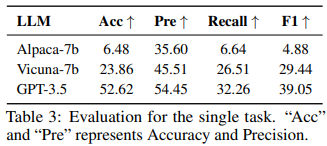 LLM Acc ↑ Pre ↑ Recall ↑ F1 ↑
Alpaca-7b 6.48 35.60 6.64 4.88
Vicuna-7b 23.86 45.51 26.51 29.44
GPT-3.5 52.62 54.45 32.26 39.05
Table 3: Evaluation for the single task. “Acc”
and “Pre” represents Accuracy and Precision.